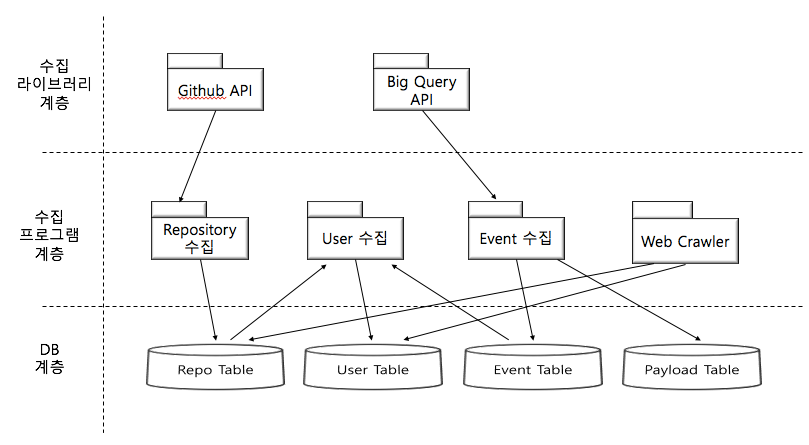 수집
라이브러리
계층
Github API
Big Query
API
수집
프로그램
계층
Repository
수집
User 수집
Event 수집
Web Crawler
DB
계층
Repo Table
User Table
Event Table
Payload Table